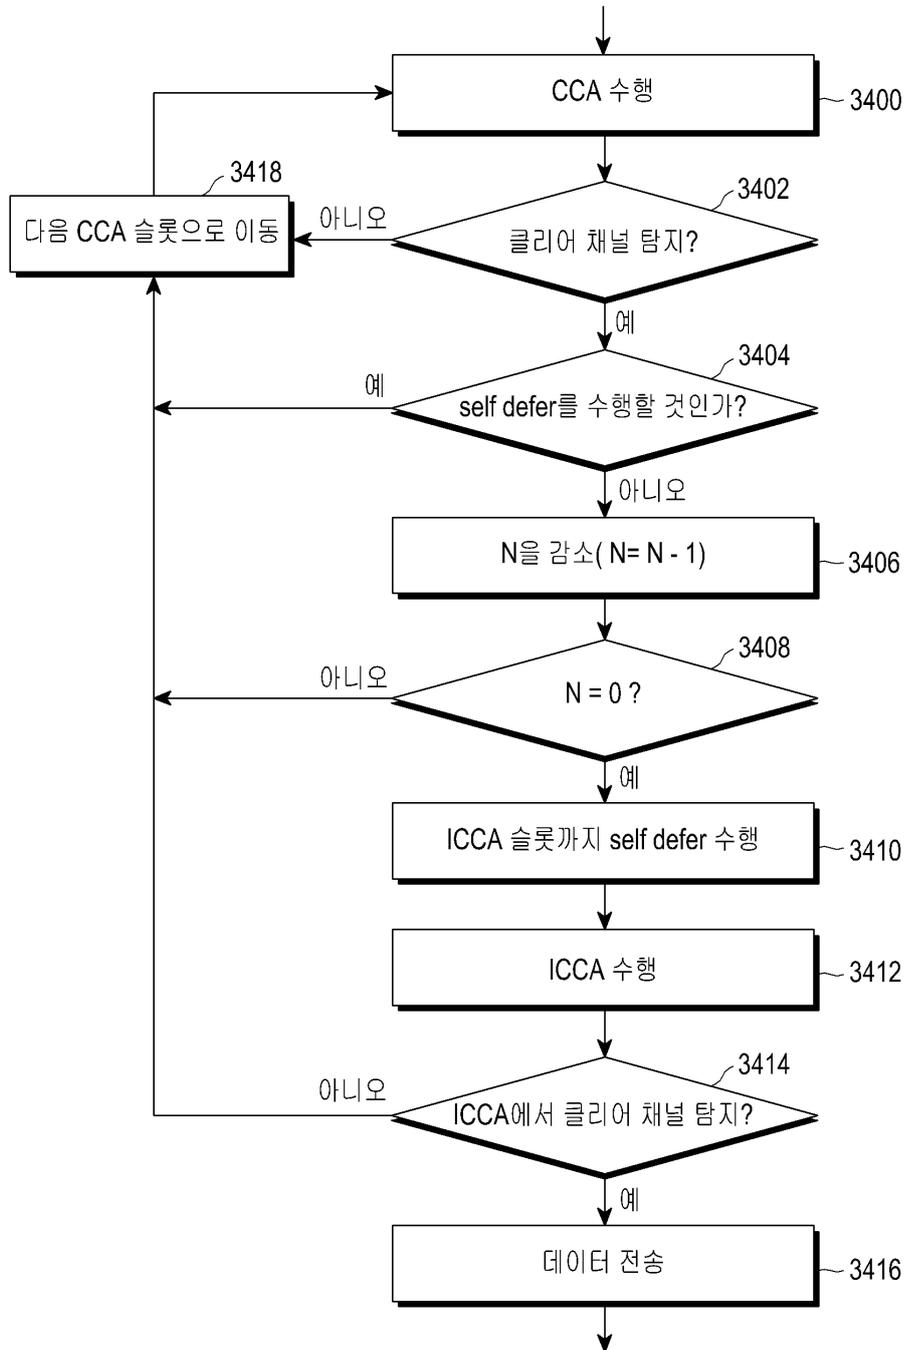 CCA 수행
3400
3418
다음 CCA 슬롯으로 이동
아니오
3402
클리어 채널 탐지?
예
3404
예
self defer를 수행할 것인가?
아니오
N을 감소( N= N - 1)
3406
3408
아니오
N = 0 ?
예
ICCA 슬롯까지 self defer 수행
3410
ICCA 수행
3412
3414
아니오
ICCA에서 클리어 채널 탐지?
예
데이터 전송
3416